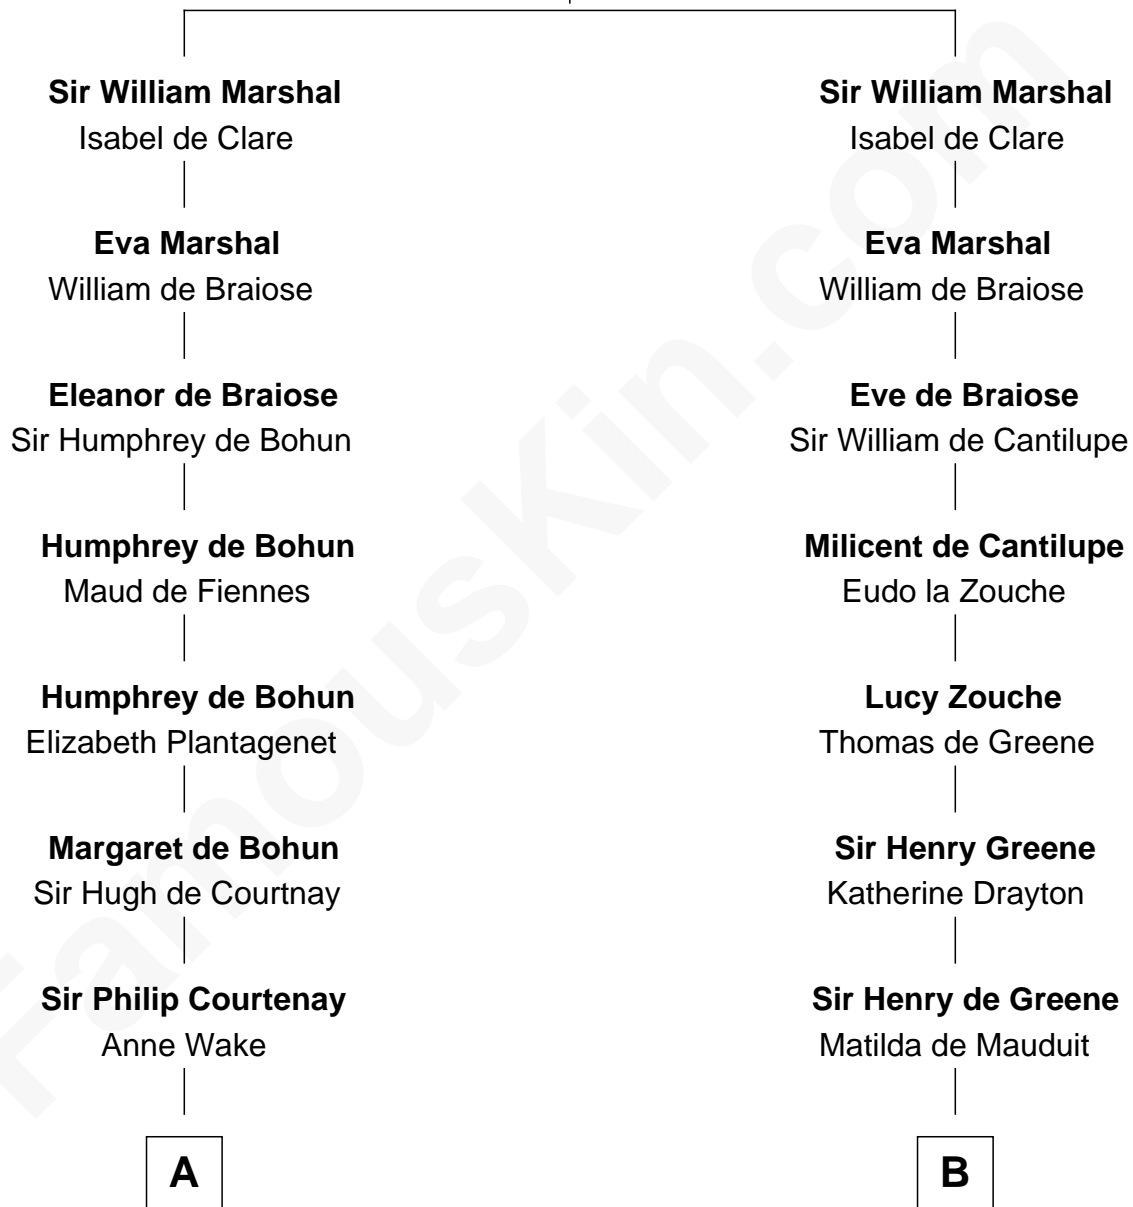 Sir William Marshal
Isabel de Clare
Eva Marshal
William de Braiose
Eleanor de Braiose
Sir Humphrey de Bohun
Humphrey de Bohun
Maud de Fiennes
Humphrey de Bohun
Elizabeth Plantagenet
Margaret de Bohun
Sir Hugh de Courtnay
Sir Philip Courtenay
Anne Wake
A
Sir William Marshal
Isabel de Clare
Eva Marshal
William de Braiose
Eve de Braiose
Sir William de Cantilupe
Milicent de Cantilupe
Eudo la Zouche
Lucy Zouche
Thomas de Greene
Sir Henry Greene
Katherine Drayton
Sir Henry de Greene
Matilda de Mauduit
B
FamousKin.com